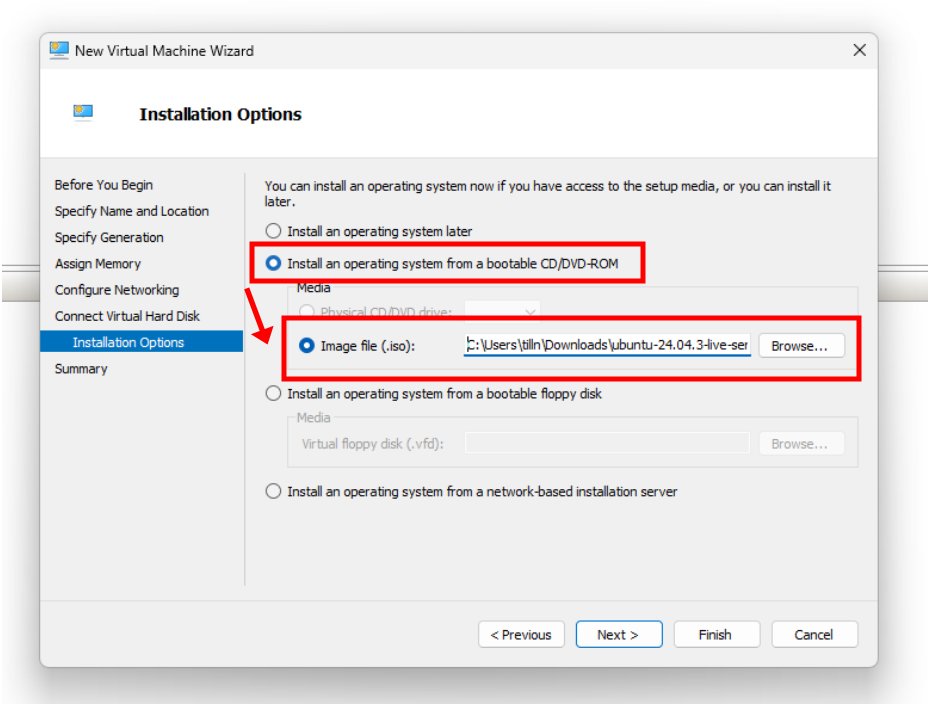 New Virtual Machine Wizard
Installation Options
Before You Begin
Specify Name and Location
Specify Generation
Assign Memory
Configure Networking
Connect Virtual Hard Disk
Installation Options
Summary
You can install an operating system now if you have access to the setup media, or you can install it
later.
Install an operating system later
Install an operating system from a bootable CD/DVD-ROM
Media
Physical CD/DVD drive:
Image file (.iso):
C:\Users\tilln\Downloads\ubuntu-24.04.3-live-ser
Browse...
Install an operating system from a bootable floppy disk
Media
Virtual floppy disk (.vfd):
Browse...
Install an operating system from a network-based installation server
< Previous
Next >
Finish
Cancel